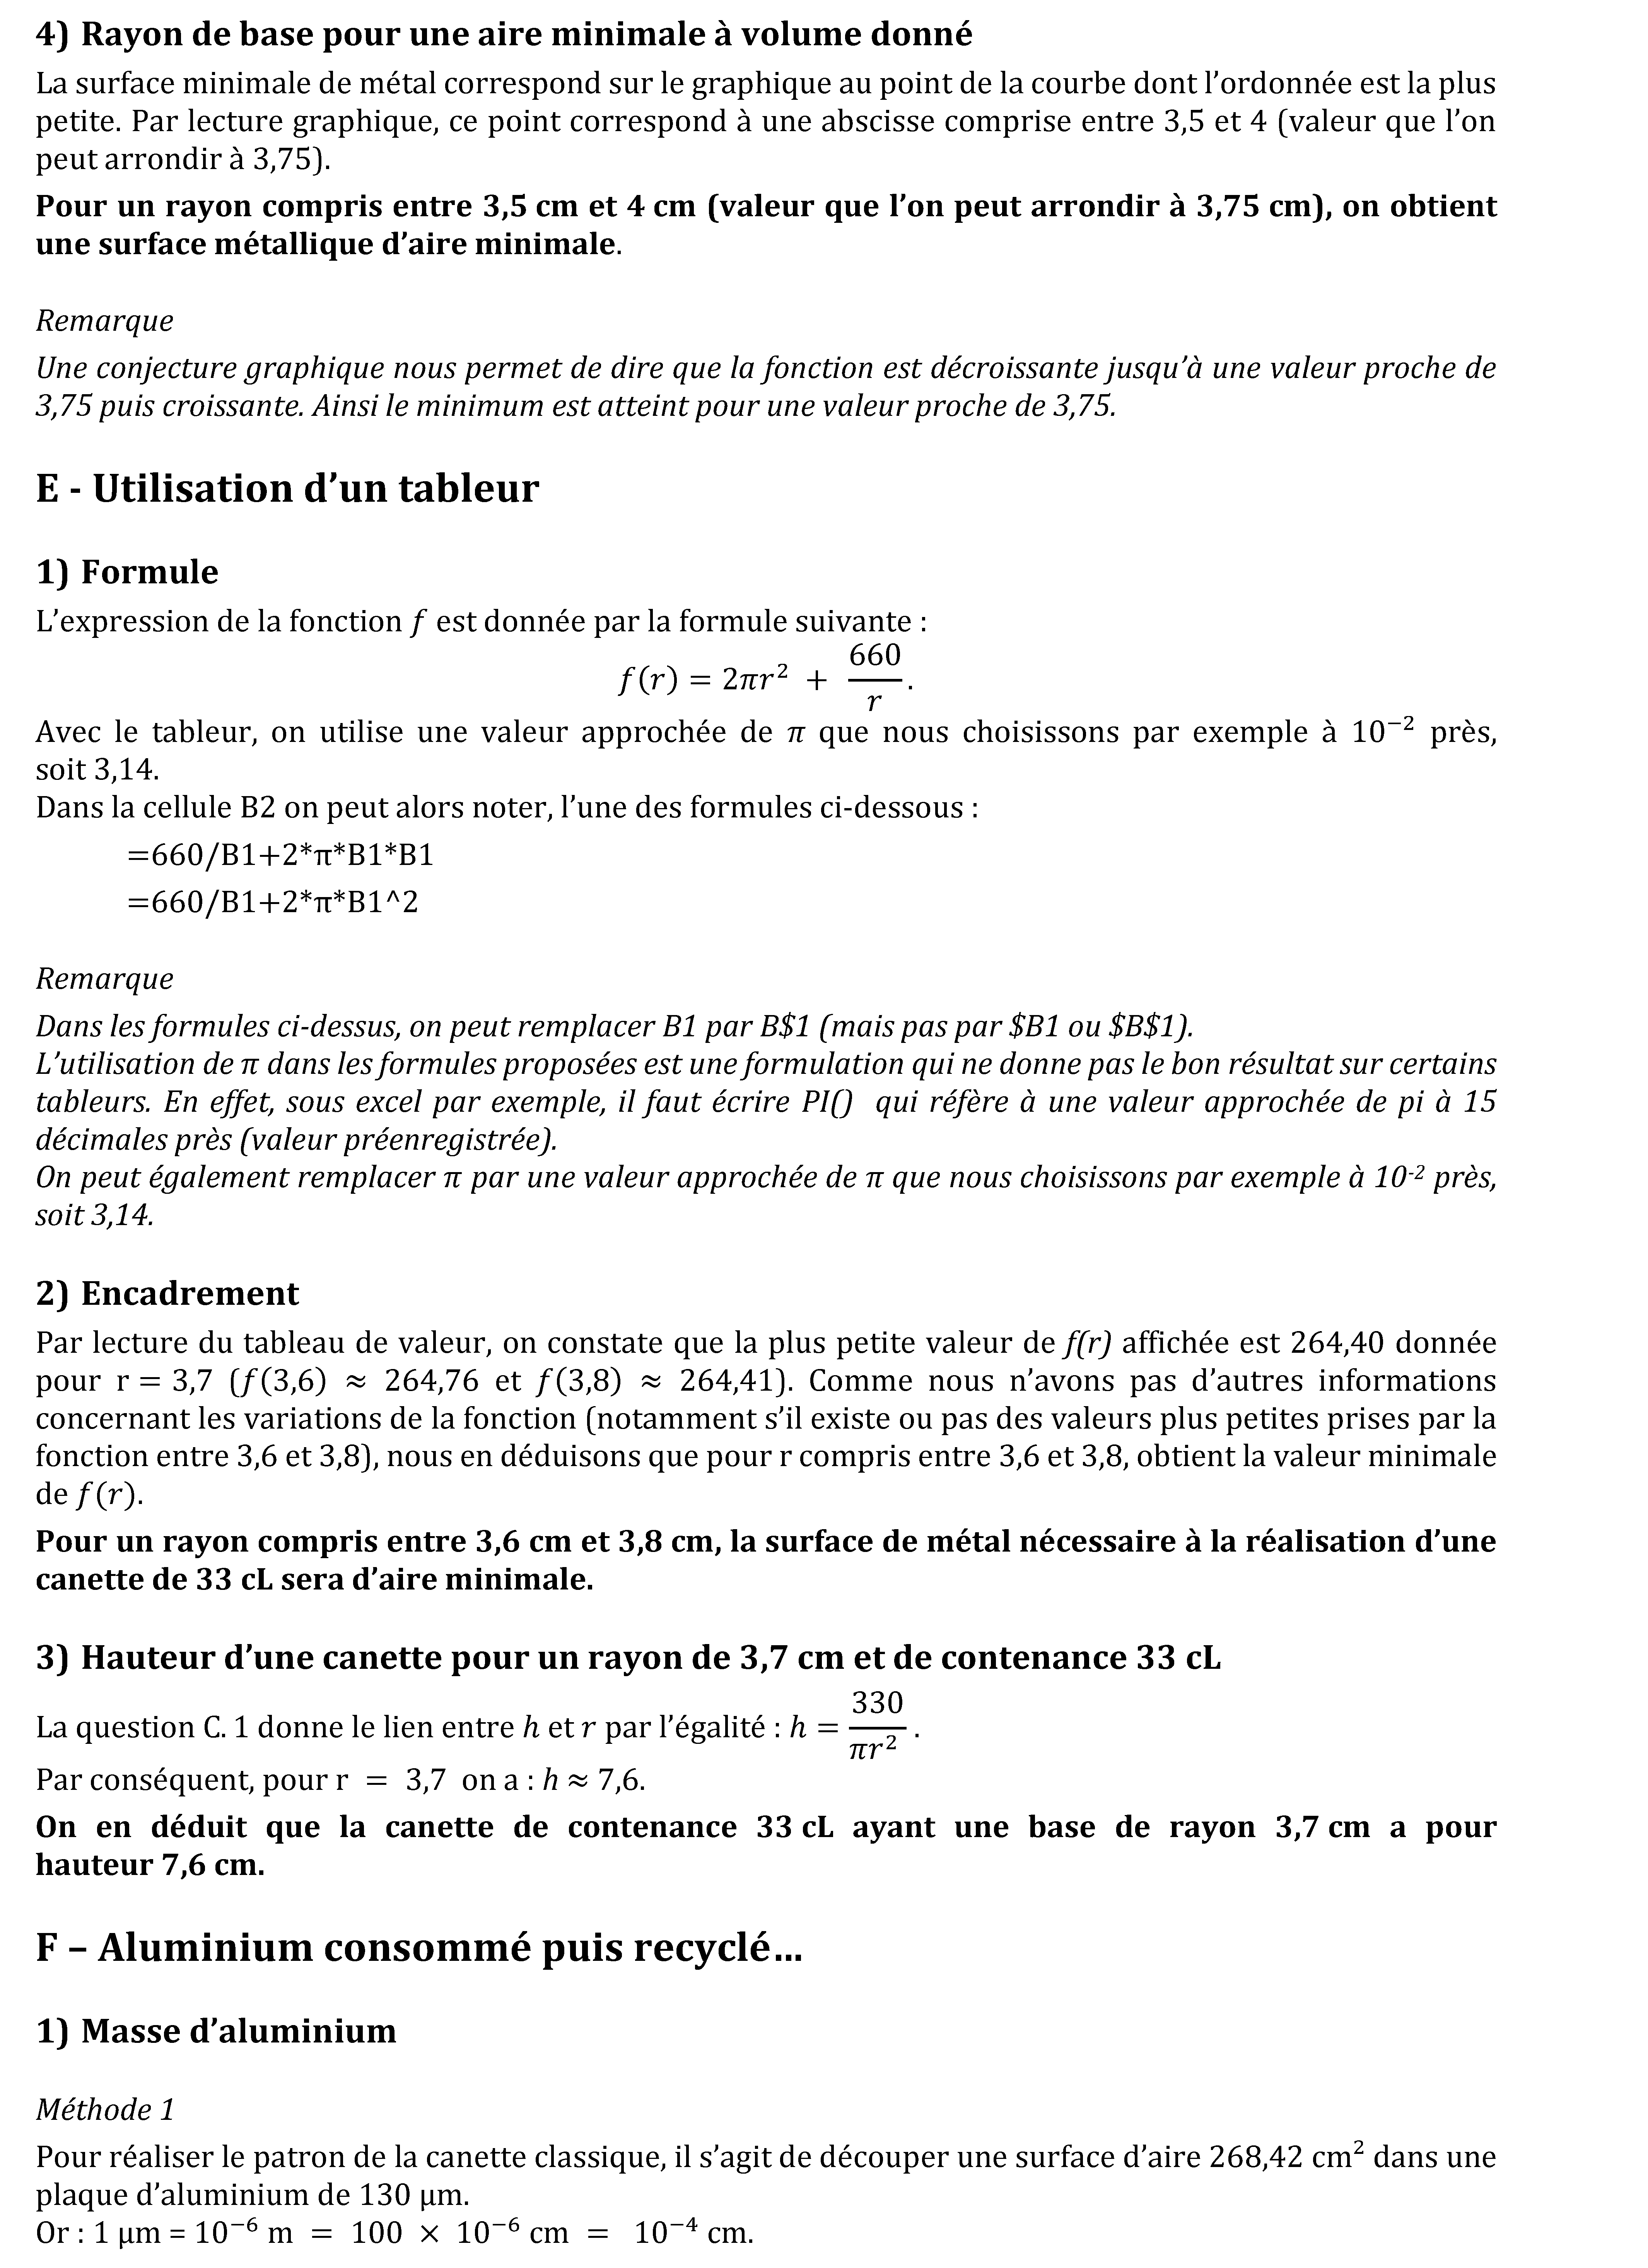 4) Rayon de base pour une aire minimale à volume donné
La surface minimale de métal correspond sur le graphique au point de la courbe dont l’ordonnée est la plus
petite. Par lecture graphique, ce point correspond à une abscisse comprise entre 3,5 et 4 (valeur que l’on
peut arrondir à 3,75).
Pour un rayon compris entre 3,5 cm et 4 cm (valeur que l’on peut arrondir à 3,75 cm), on obtient
une surface métallique d’aire minimale.
Remarque
Une conjecture graphique nous permet de dire que la fonction est décroissante jusqu’à une valeur proche de
3,75 puis croissante. Ainsi le minimum est atteint pour une valeur proche de 3,75.
E - Utilisation d’un tableur
1) Formule
L’expression de la fonction f est donnée par la formule suivante :
f(r) = 2πr² + 660/r.
Avec le tableur, on utilise une valeur approchée de π que nous choisissons par exemple à 10⁻² près,
soit 3,14.
Dans la cellule B2 on peut alors noter, l’une des formules ci-dessous :
=660/B1+2*π*B1*B1
=660/B1+2*π*B1^2
Remarque
Dans les formules ci-dessus, on peut remplacer B1 par B$1 (mais pas par $B1 ou $B$1).
L’utilisation de π dans les formules proposées est une formulation qui ne donne pas le bon résultat sur certains
tableurs. En effet, sous excel par exemple, il faut écrire PI() qui réfère à une valeur approchée de pi à 15
décimales près (valeur préenregistrée).
On peut également remplacer π par une valeur approchée de π que nous choisissons par exemple à 10⁻² près,
soit 3,14.
2) Encadrement
Par lecture du tableau de valeur, on constate que la plus petite valeur de f(r) affichée est 264,40 donnée
pour r = 3,7 (f(3,6) ≈ 264,76 et f(3,8) ≈ 264,41). Comme nous n’avons pas d’autres informations
concernant les variations de la fonction (notamment s’il existe ou pas des valeurs plus petites prises par la
fonction entre 3,6 et 3,8), nous en déduisons que pour r compris entre 3,6 et 3,8, obtient la valeur minimale
de f(r).
Pour un rayon compris entre 3,6 cm et 3,8 cm, la surface de métal nécessaire à la réalisation d’une
canette de 33 cL sera d’aire minimale.
3) Hauteur d’une canette pour un rayon de 3,7 cm et de contenance 33 cL
La question C. 1 donne le lien entre h et r par l’égalité : h = 330/πr² .
Par conséquent, pour r = 3,7 on a : h ≈ 7,6.
On en déduit que la canette de contenance 33 cL ayant une base de rayon 3,7 cm a pour
hauteur 7,6 cm.
F – Aluminium consommé puis recyclé…
1) Masse d’aluminium
Méthode 1
Pour réaliser le patron de la canette classique, il s’agit de découper une surface d’aire 268,42 cm² dans une
plaque d’aluminium de 130 µm.
Or : 1 µm = 10⁻⁶ m = 100 × 10⁻⁶ cm = 10⁻⁴ cm.